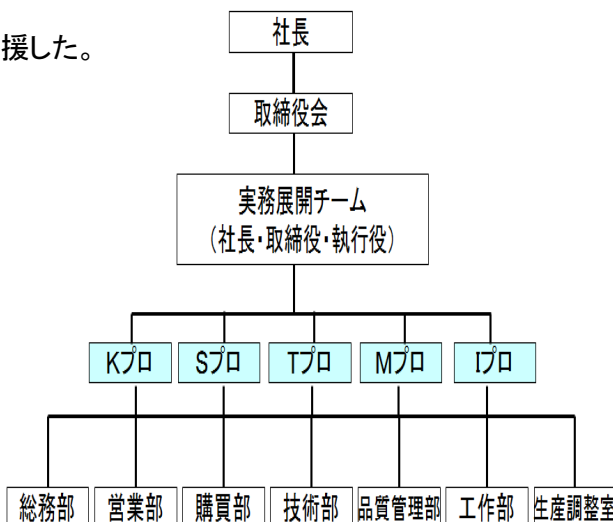 援した。
社長
取締役会
実務展開チーム
（社長・取締役・執行役）
Kプロ Sプロ Tプロ Mプロ Iプロ
総務部 営業部 購買部 技術部 品質管理部 工作部 生産調整室